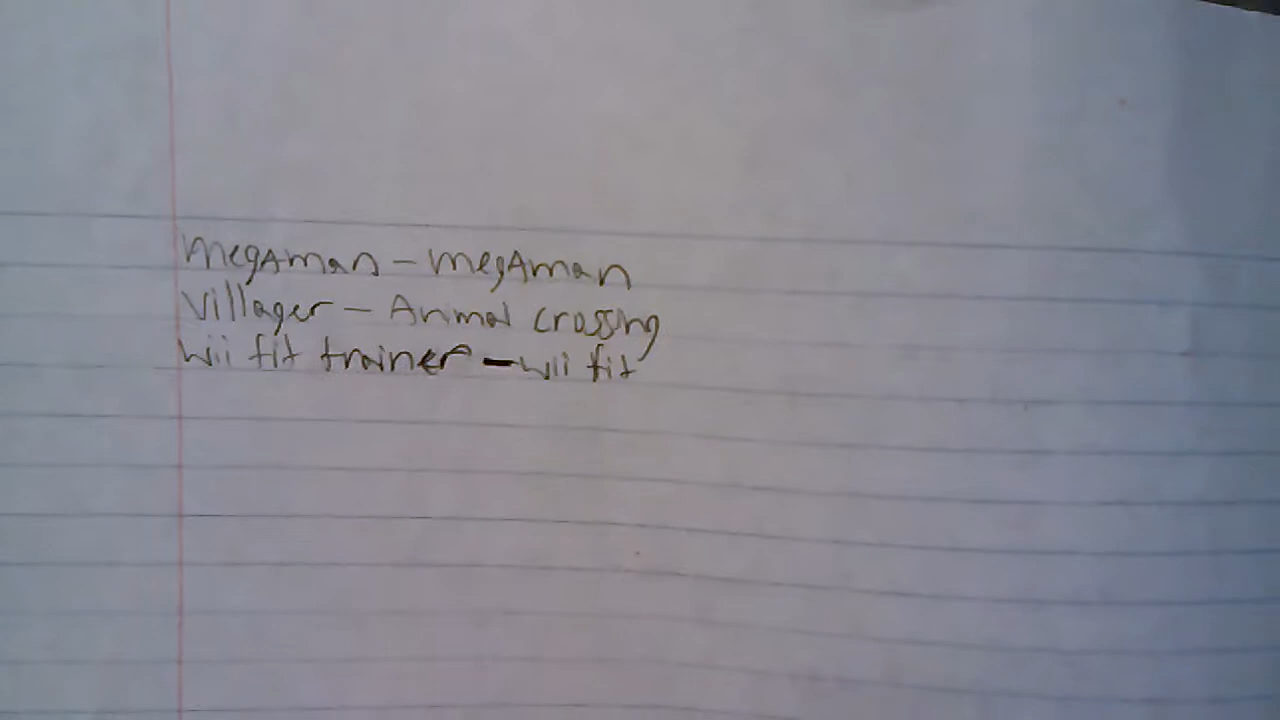 MegAman - MegAman
Villager - Animal crossing
Wii fit trainer - Wii fit